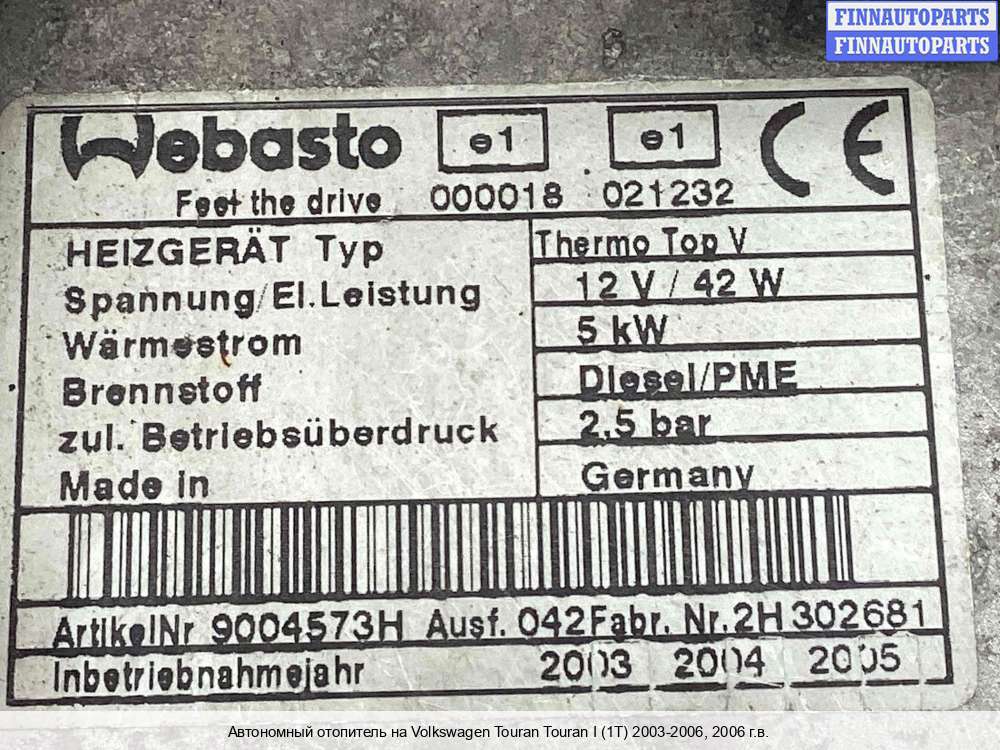 FINNAUTOPARTS
FINNAUTOPARTS
Webasto e1 e1 CE
Feel the drive 000018 021232
HEIZGERÄT Typ Thermo Top V
Spannung/El.Leistung 12 V / 42 W
Wärmestrom 5 kW
Brennstoff Diesel/PME
zul. Betriebsüberdruck 2,5 bar
Made in Germany
ArtikelNr 9004573H Ausf. 042 Fabr. Nr. 2H302681
Inbetriebnahmejahr 2003 2004 2005
Автономный отопитель на Volkswagen Touran Touran I (1T) 2003-2006, 2006 г.в.